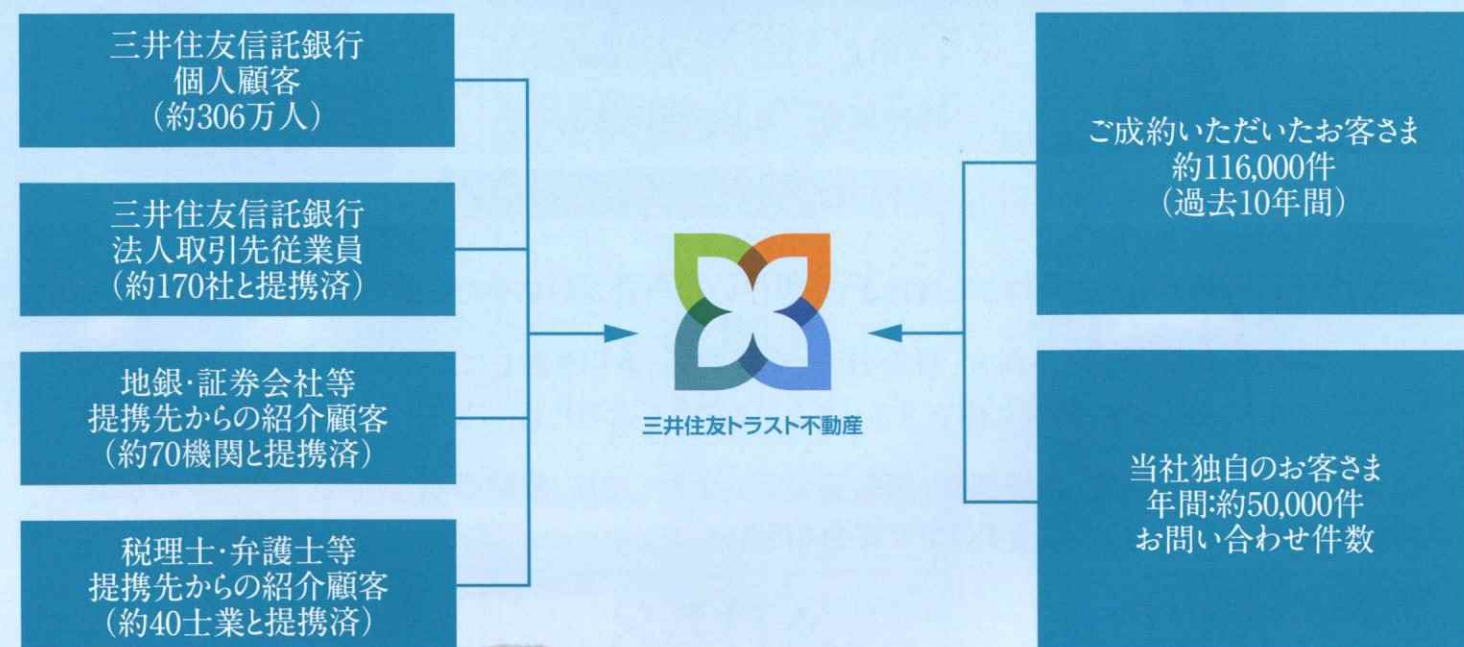 三井住友信託銀行
個人顧客
(約306万人)
三井住友信託銀行
法人取引先従業員
(約170社と提携済)
地銀・証券会社等
提携先からの紹介顧客
(約70機関と提携済)
税理士・弁護士等
提携先からの紹介顧客
(約40士業と提携済)
三井住友トラスト不動産
ご成約いただいたお客さま
約116,000件
(過去10年間)
当社独自のお客さま
年間:約50,000件
お問い合わせ件数